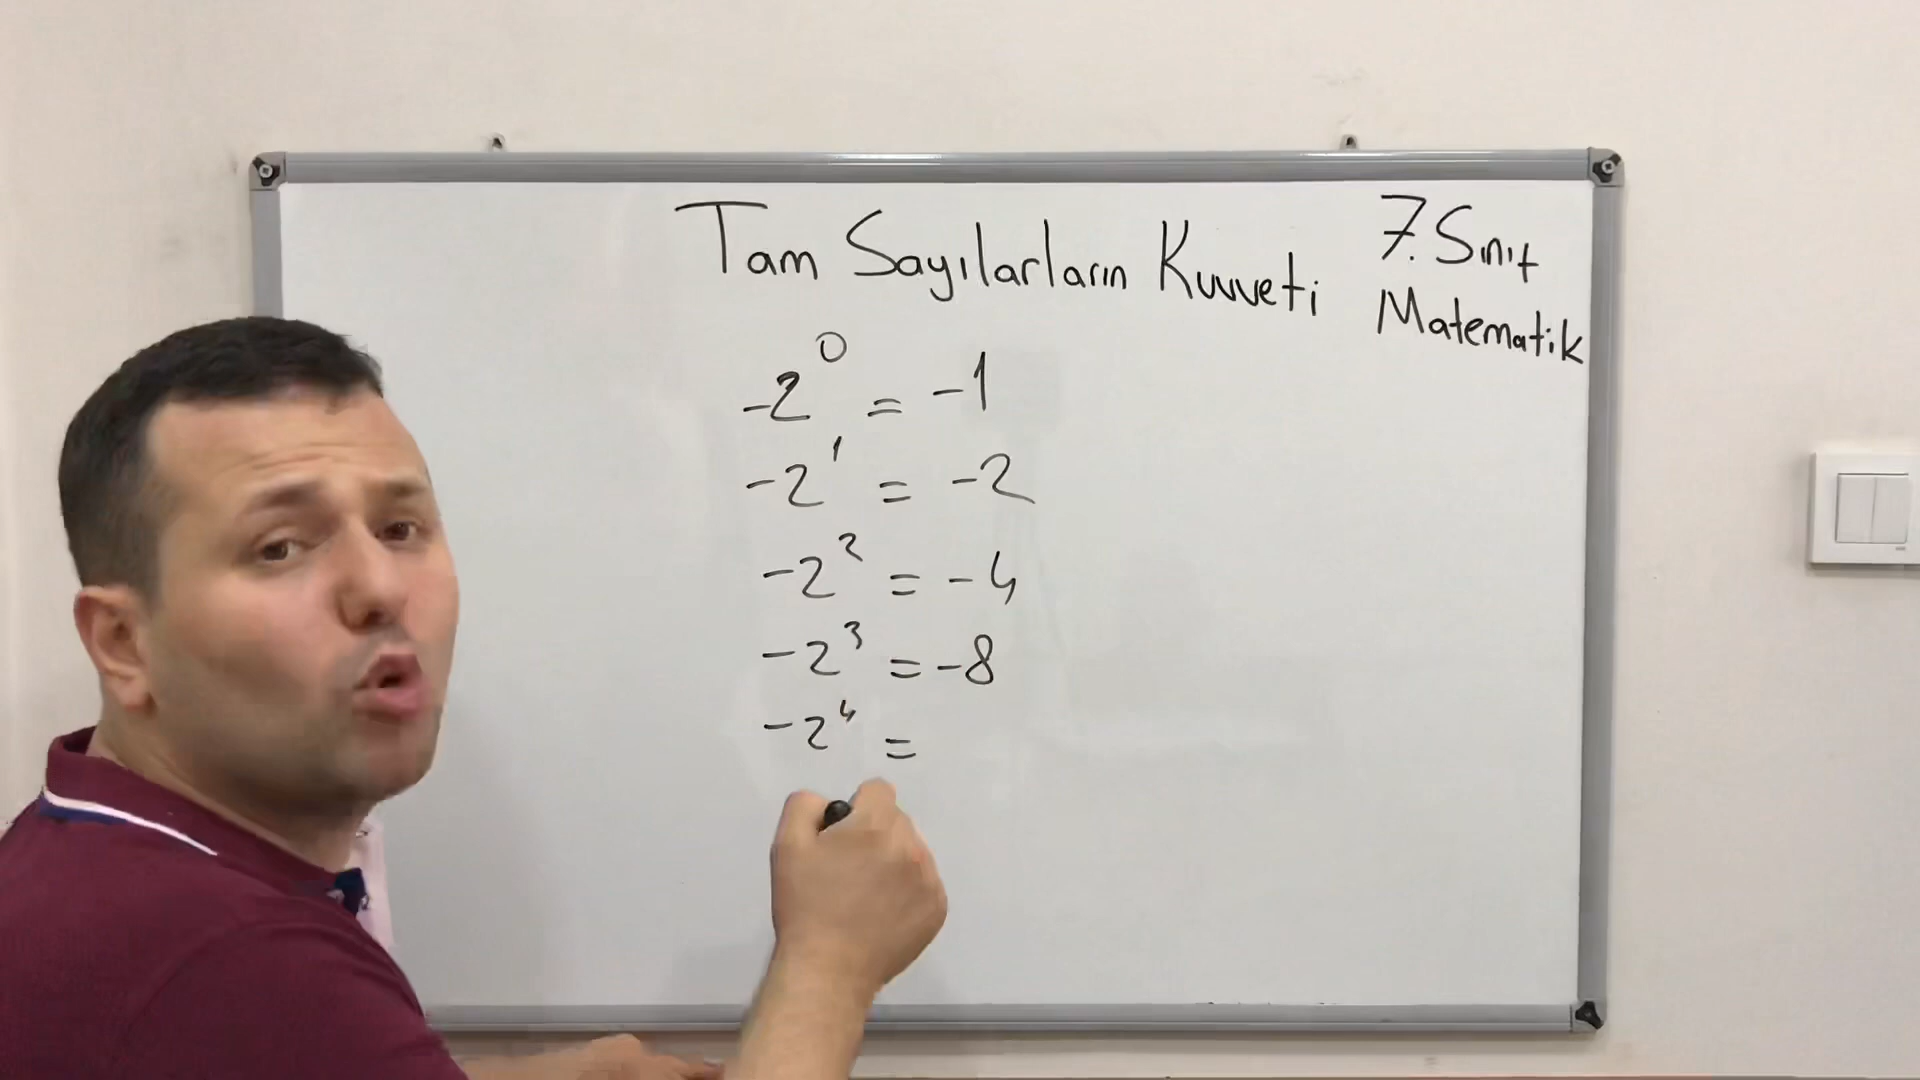 Tam Sayılarların Kuvveti
7. Sınıf
Matematik
-2⁰ = -1
-2¹ = -2
-2² = -4
-2³ = -8
-2⁴ =